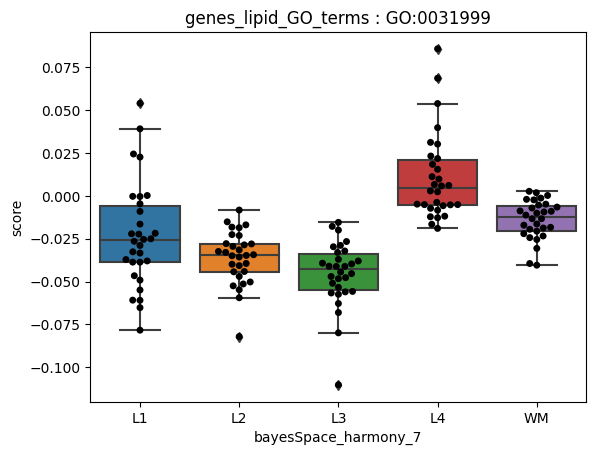 genes_lipid_GO_terms : GO:0031999
score
0.075
0.050
0.025
0.000
−0.025
−0.050
−0.075
−0.100
L1 L2 L3 L4 WM
bayesSpace_harmony_7